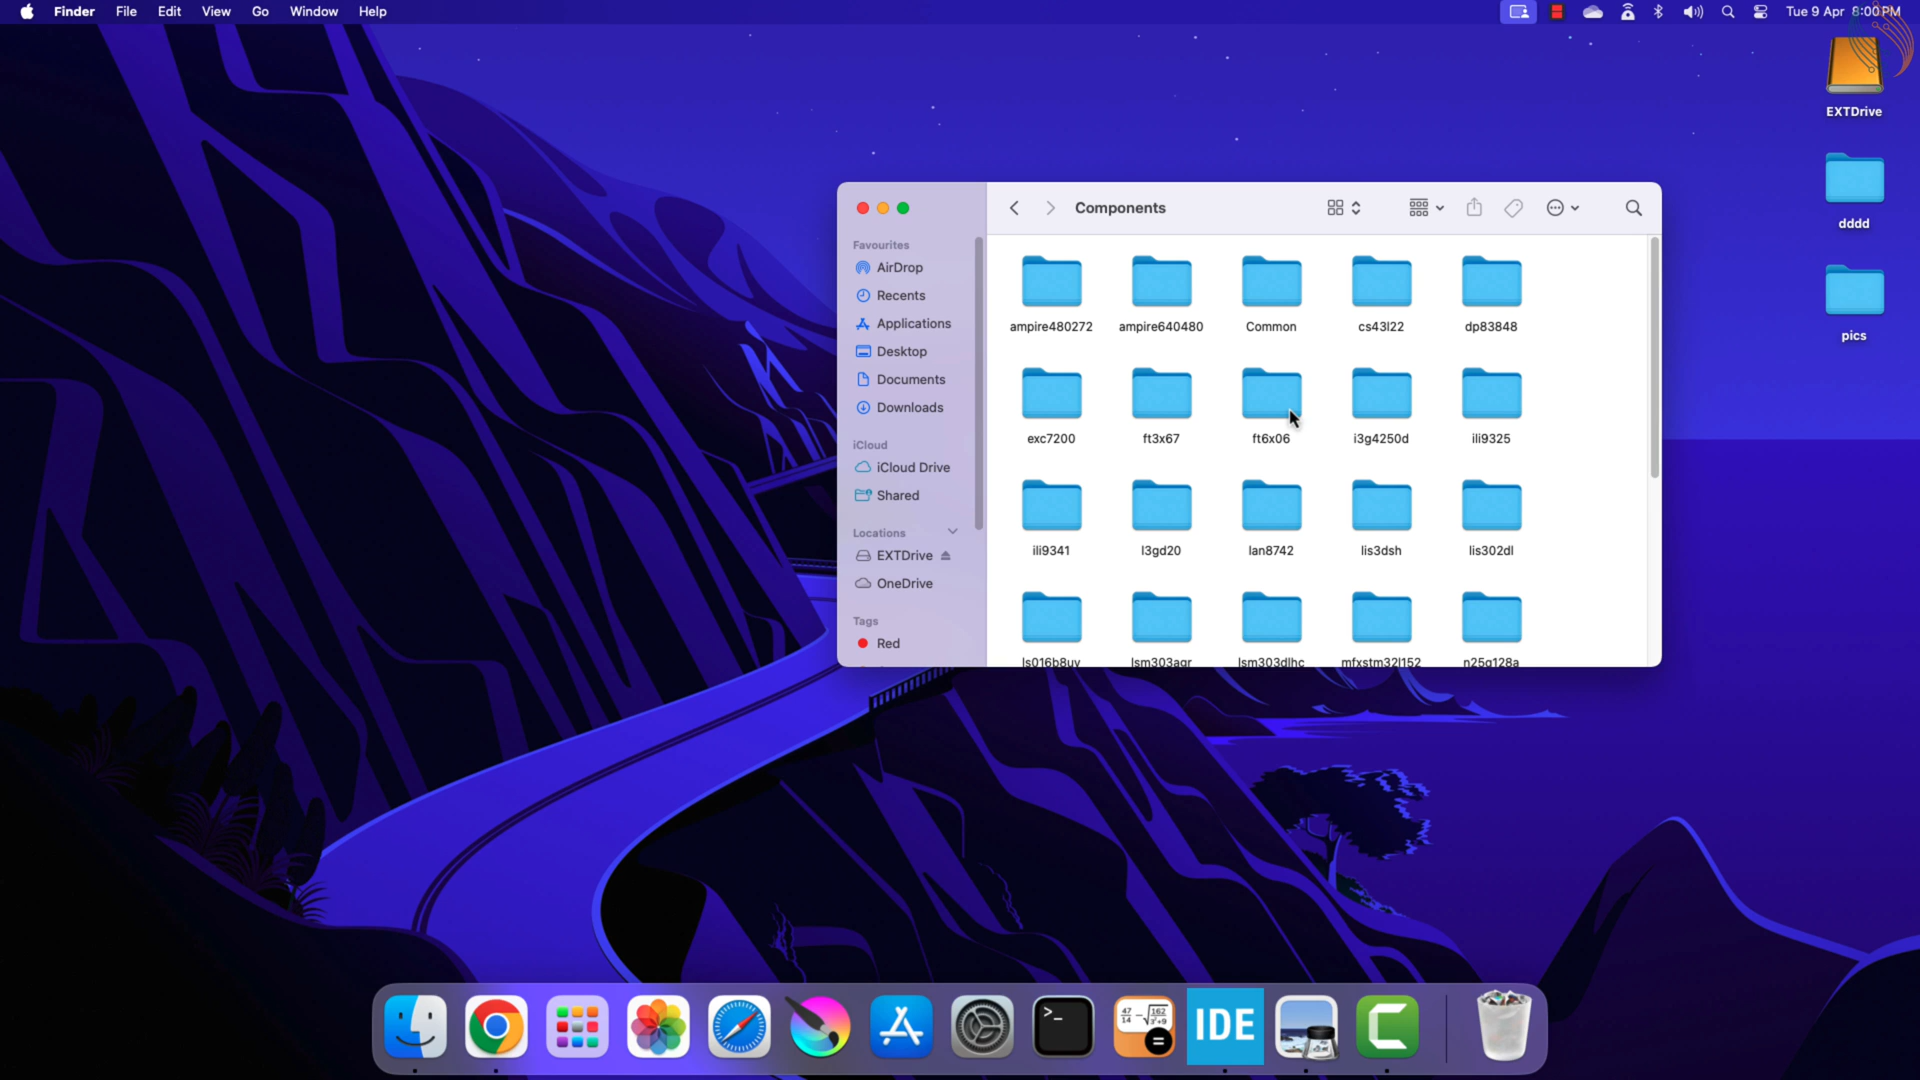 Finder File Edit View Go Window Help
Tue 9 Apr 8:00PM
EXTDrive
dddd
pics
Components
Favourites
AirDrop
Recents
Applications
Desktop
Documents
Downloads
iCloud
iCloud Drive
Shared
Locations
EXTDrive
OneDrive
Tags
Red
ampire480272 ampire640480 Common cs43l22 dp83848
exc7200 ft3x67 ft6x06 i3g4250d ili9325
ili9341 l3gd20 lan8742 lis3dsh lis302dl
ls016b8uy lsm303agr lsm303dlhc mfxstm32l152 n25q128a
IDE